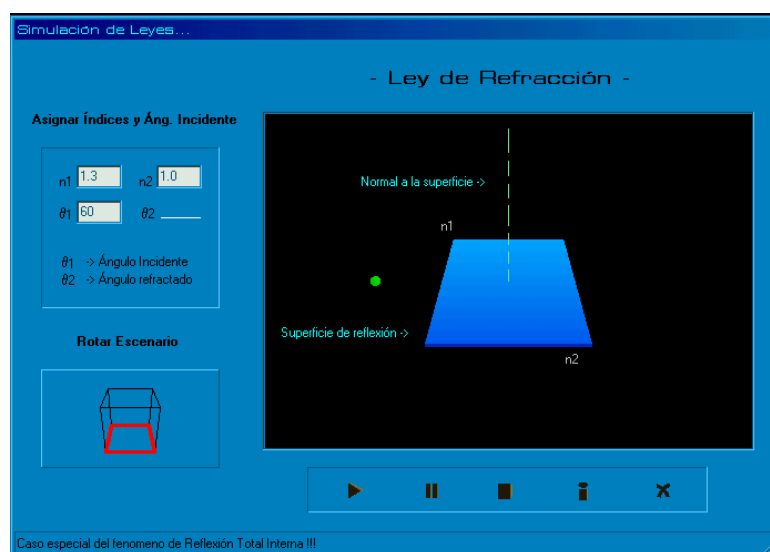 Simulación de Leyes...
- Ley de Refracción -
Asignar Índices y Áng. Incidente
n1 1.3 n2 1.0
θ1 60 θ2
θ1 -> Ángulo Incidente
θ2 -> Ángulo refractado
Rotar Escenario
Normal a la superficie ->
n1
Superficie de reflexión ->
n2
Caso especial del fenomeno de Reflexión Total Interna !!!